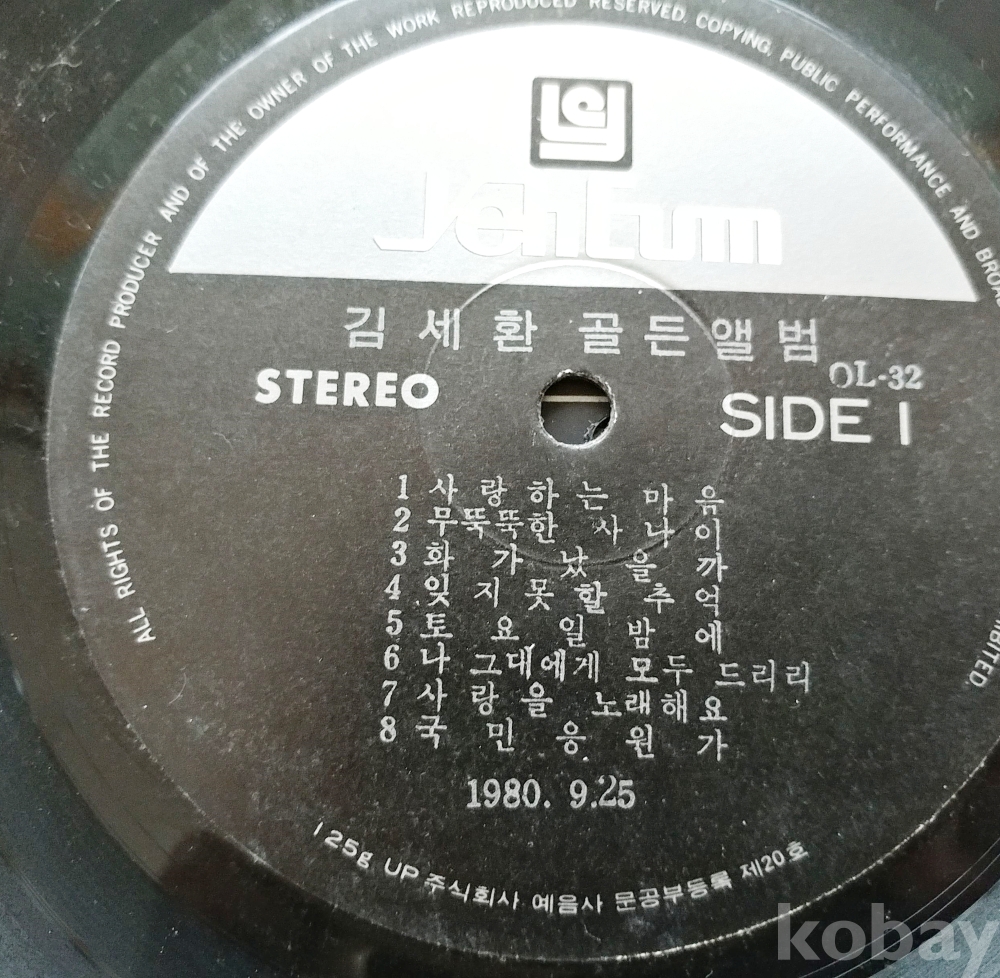 ALL RIGHTS OF THE RECORD PRODUCER AND OF THE OWNER OF THE WORK REPRODUCED RESERVED. COPYING, PUBLIC PERFORMANCE AND
Jentum
김세환 골든앨범
OL-32
STEREO
SIDE 1
1 사랑하는 마음
2 무뚝뚝한 사나이
3 화가 났을까
4 잊지못할 추억
5 토요일 밤에
6 나 그대에게 모두 드리리
7 사랑을 노래해요
8 국민응원가
1980. 9.25
125g UP 주식회사 예음사 문공부등록 제20호
kobay